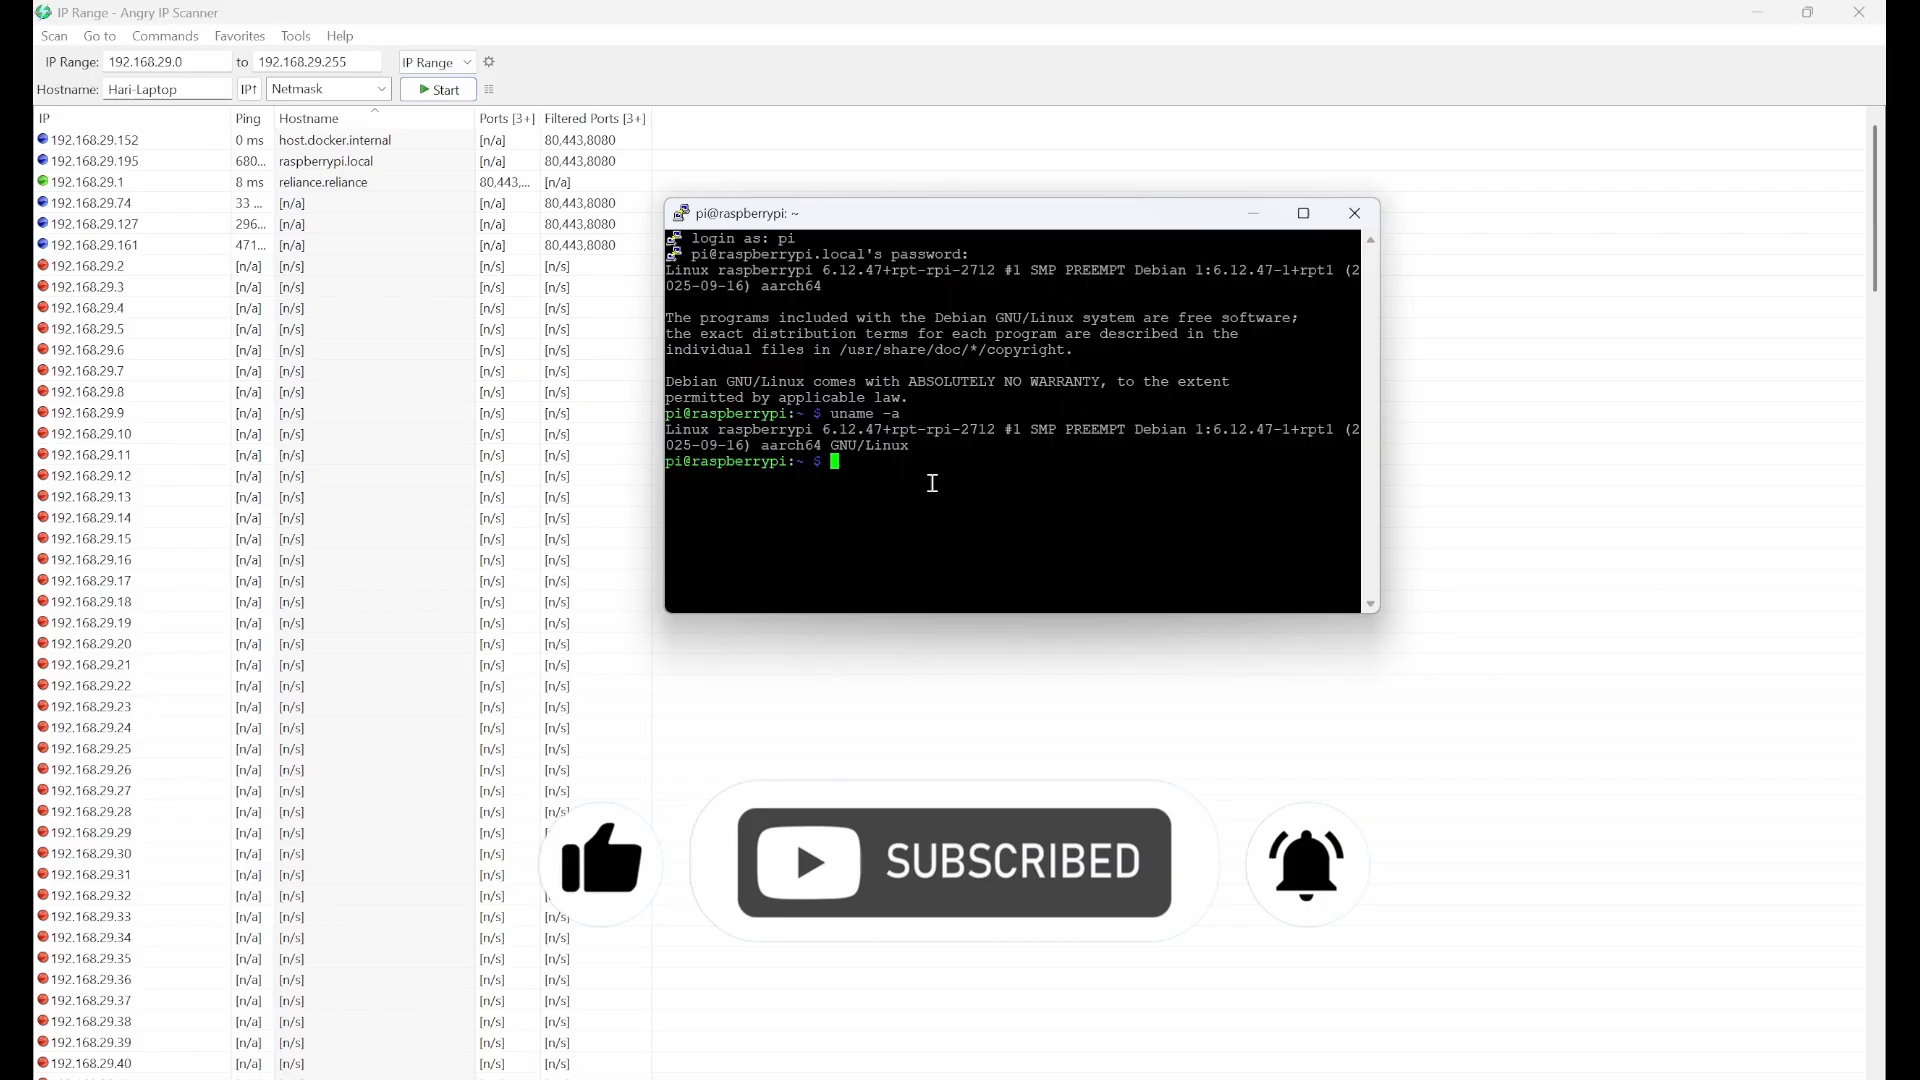 IP Range - Angry IP Scanner
Scan Go to Commands Favorites Tools Help
IP Range: 192.168.29.0 to 192.168.29.255 IP Range
Hostname: Hari-Laptop IP↑ Netmask Start
IP Ping Hostname Ports [3+] Filtered Ports [3+]
192.168.29.152 0 ms host.docker.internal [n/a] 80,443,8080
192.168.29.195 680... raspberrypi.local [n/a] 80,443,8080
192.168.29.1 8 ms reliance.reliance 80,443,... [n/a]
192.168.29.74 33 ... [n/a] [n/a] 80,443,8080
192.168.29.127 296... [n/a] [n/a] 80,443,8080
192.168.29.161 471... [n/a] [n/a] 80,443,8080
192.168.29.2 [n/a] [n/s] [n/s] [n/s]
192.168.29.3 [n/a] [n/s] [n/s] [n/s]
192.168.29.4 [n/a] [n/s] [n/s] [n/s]
192.168.29.5 [n/a] [n/s] [n/s] [n/s]
192.168.29.6 [n/a] [n/s] [n/s] [n/s]
192.168.29.7 [n/a] [n/s] [n/s] [n/s]
192.168.29.8 [n/a] [n/s] [n/s] [n/s]
192.168.29.9 [n/a] [n/s] [n/s] [n/s]
192.168.29.10 [n/a] [n/s] [n/s] [n/s]
192.168.29.11 [n/a] [n/s] [n/s] [n/s]
192.168.29.12 [n/a] [n/s] [n/s] [n/s]
192.168.29.13 [n/a] [n/s] [n/s] [n/s]
192.168.29.14 [n/a] [n/s] [n/s] [n/s]
192.168.29.15 [n/a] [n/s] [n/s] [n/s]
192.168.29.16 [n/a] [n/s] [n/s] [n/s]
192.168.29.17 [n/a] [n/s] [n/s] [n/s]
192.168.29.18 [n/a] [n/s] [n/s] [n/s]
192.168.29.19 [n/a] [n/s] [n/s] [n/s]
192.168.29.20 [n/a] [n/s] [n/s] [n/s]
192.168.29.21 [n/a] [n/s] [n/s] [n/s]
192.168.29.22 [n/a] [n/s] [n/s] [n/s]
192.168.29.23 [n/a] [n/s] [n/s] [n/s]
192.168.29.24 [n/a] [n/s] [n/s] [n/s]
192.168.29.25 [n/a] [n/s] [n/s] [n/s]
192.168.29.26 [n/a] [n/s] [n/s] [n/s]
192.168.29.27 [n/a] [n/s] [n/s] [n/s]
192.168.29.28 [n/a] [n/s] [n/s] [n/s]
192.168.29.29 [n/a] [n/s] [n/s]
192.168.29.30 [n/a] [n/s] [n/s]
192.168.29.31 [n/a] [n/s] [n/s]
192.168.29.32 [n/a] [n/s] [n/s]
192.168.29.33 [n/a] [n/s] [n/s] [n/s]
192.168.29.34 [n/a] [n/s] [n/s] [n/s]
192.168.29.35 [n/a] [n/s] [n/s] [n/s]
192.168.29.36 [n/a] [n/s] [n/s] [n/s]
192.168.29.37 [n/a] [n/s] [n/s] [n/s]
192.168.29.38 [n/a] [n/s] [n/s] [n/s]
192.168.29.39 [n/a] [n/s] [n/s] [n/s]
192.168.29.40 [n/a] [n/s] [n/s] [n/s]
pi@raspberrypi: ~
login as: pi
pi@raspberrypi.local's password:
Linux raspberrypi 6.12.47+rpt-rpi-2712 #1 SMP PREEMPT Debian 1:6.12.47-1+rpt1 (2
025-09-16) aarch64
The programs included with the Debian GNU/Linux system are free software;
the exact distribution terms for each program are described in the
individual files in /usr/share/doc/*/copyright.
Debian GNU/Linux comes with ABSOLUTELY NO WARRANTY, to the extent
permitted by applicable law.
pi@raspberrypi:~ $ uname -a
Linux raspberrypi 6.12.47+rpt-rpi-2712 #1 SMP PREEMPT Debian 1:6.12.47-1+rpt1 (2
025-09-16) aarch64 GNU/Linux
pi@raspberrypi:~ $
SUBSCRIBED